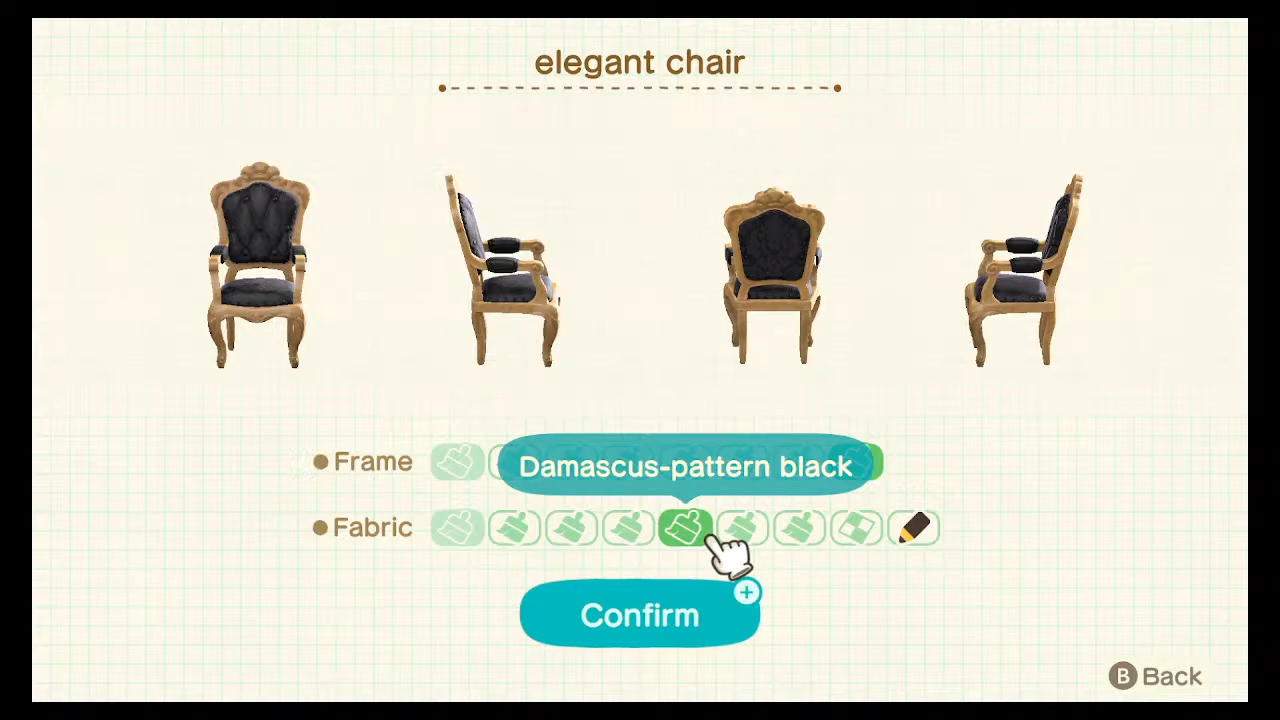 elegant chair
Frame
Damascus-pattern black
Fabric
Confirm
+
B Back